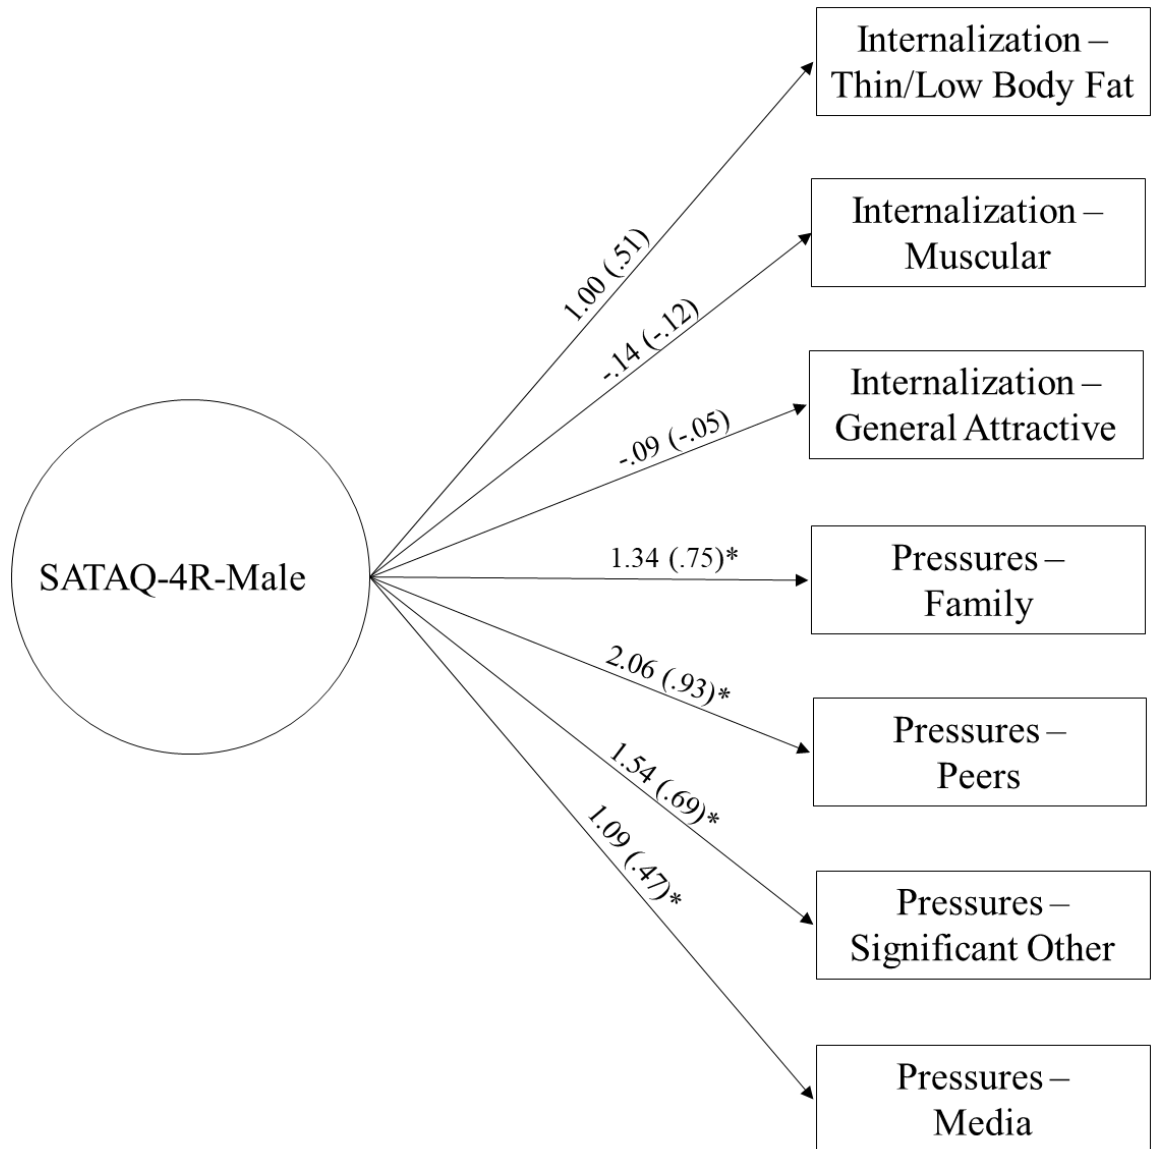 Internalization –
Thin/Low Body Fat
1.00 (.51)
Internalization –
Muscular
-.14 (-.12)
Internalization –
General Attractive
-.09 (-.05)
SATAQ-4R-Male
1.34 (.75)*
Pressures –
Family
2.06 (.93)*
Pressures –
Peers
1.54 (.69)*
Pressures –
Significant Other
1.09 (.47)*
Pressures –
Media